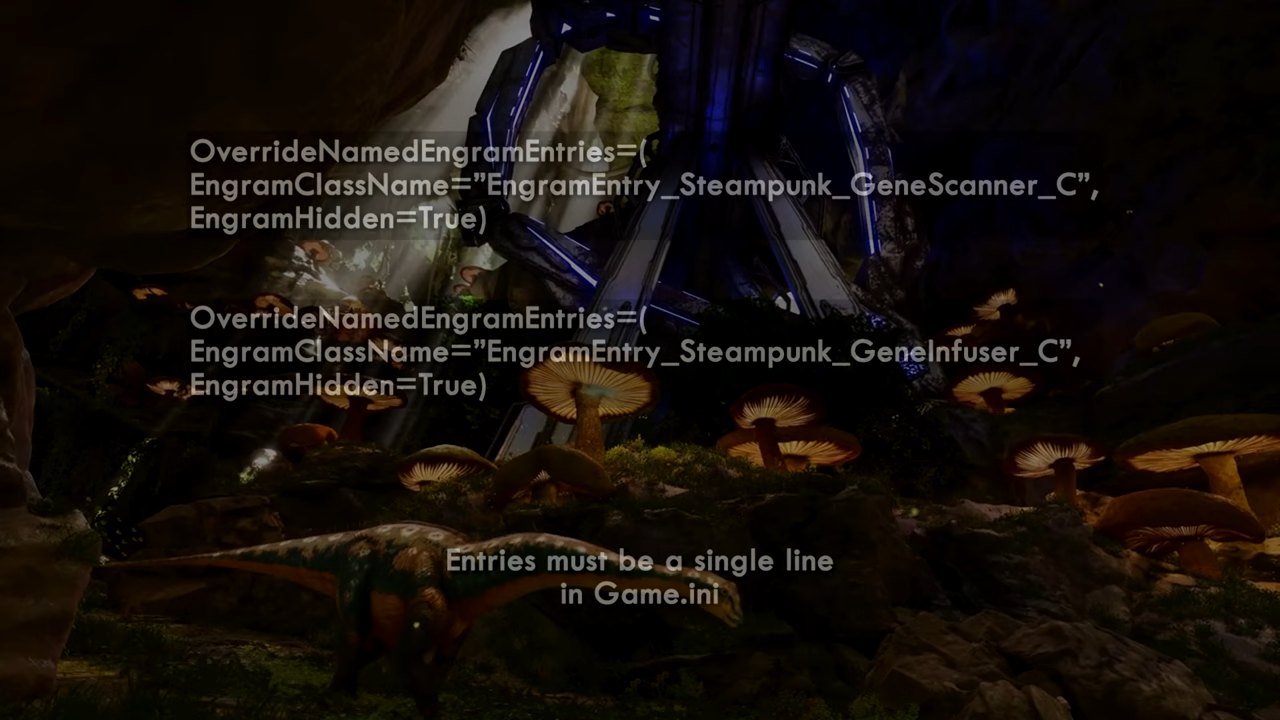 OverrideNamedEngramEntries=(
EngramClassName=”EngramEntry_Steampunk_GeneScanner_C”,
EngramHidden=True)
OverrideNamedEngramEntries=(
EngramClassName=”EngramEntry_Steampunk_GeneInfuser_C”,
EngramHidden=True)
Entries must be a single line
in Game.ini